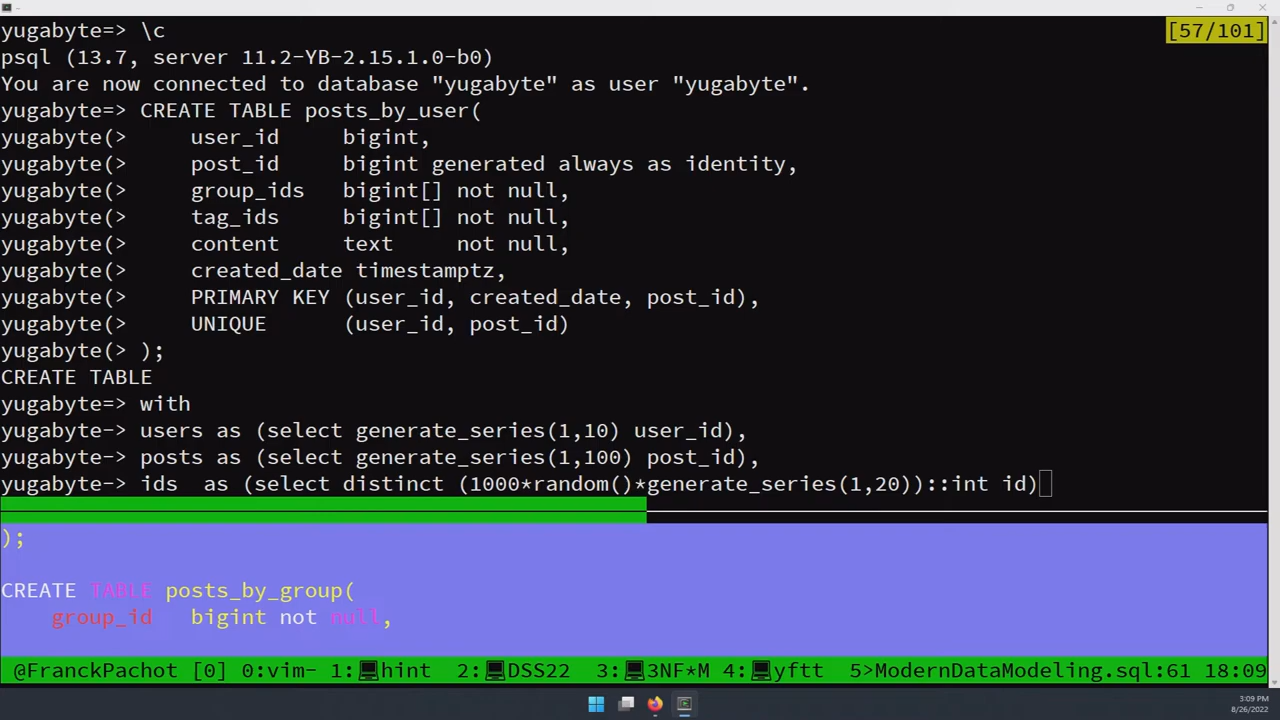 yugabyte=> \c
[57/101]
psql (13.7, server 11.2-YB-2.15.1.0-b0)
You are now connected to database "yugabyte" as user "yugabyte".
yugabyte=> CREATE TABLE posts_by_user(
yugabyte(>     user_id     bigint,
yugabyte(>     post_id     bigint generated always as identity,
yugabyte(>     group_ids   bigint[] not null,
yugabyte(>     tag_ids     bigint[] not null,
yugabyte(>     content     text     not null,
yugabyte(>     created_date timestamptz,
yugabyte(>     PRIMARY KEY (user_id, created_date, post_id),
yugabyte(>     UNIQUE      (user_id, post_id)
yugabyte(> );
CREATE TABLE
yugabyte=> with
yugabyte-> users as (select generate_series(1,10) user_id),
yugabyte-> posts as (select generate_series(1,100) post_id),
yugabyte-> ids  as (select distinct (1000*random()*generate_series(1,20))::int id)
);
CREATE TABLE posts_by_group(
    group_id   bigint not null,
@FranckPachot [0] 0:vim- 1:💻hint  2:💻DSS22  3:💻3NF*M 4:💻yftt  5>ModernDataModeling.sql:61 18:09
3:09 PM
8/26/2022